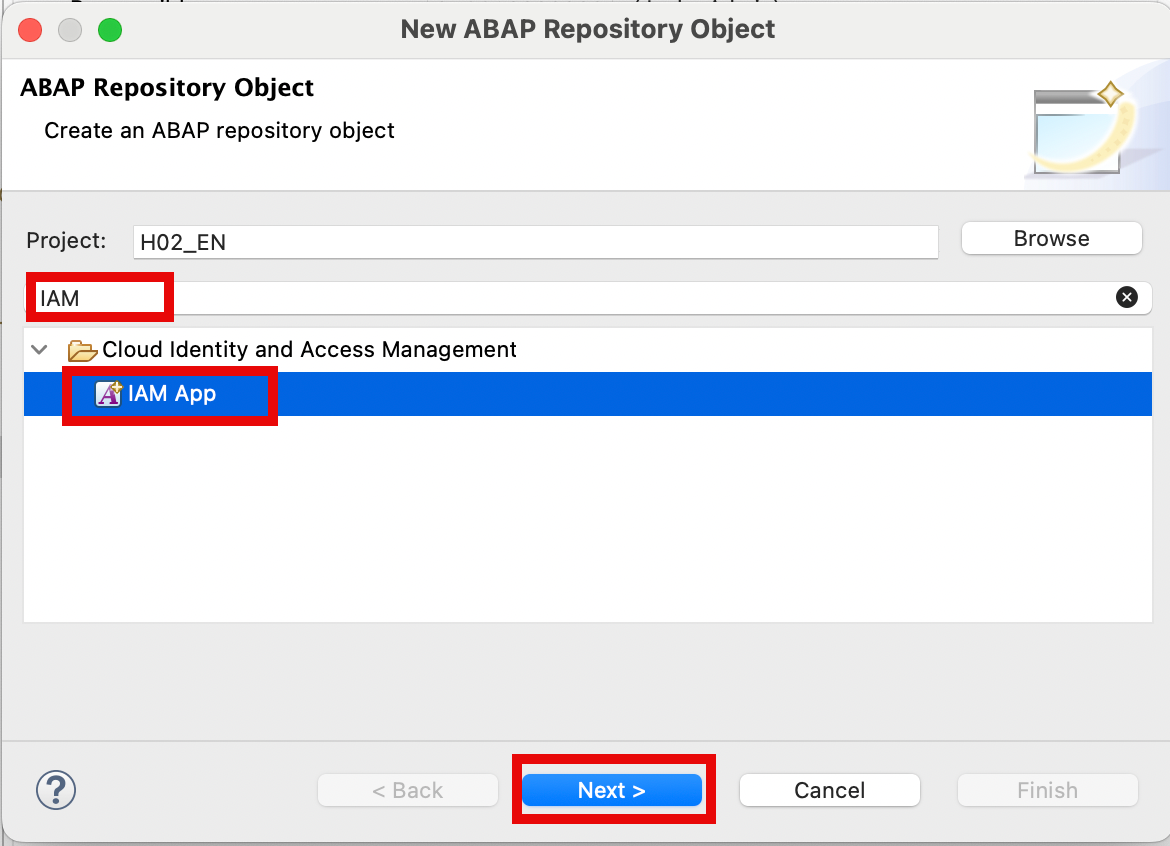 New ABAP Repository Object
ABAP Repository Object
Create an ABAP repository object
Project: H02_EN Browse
IAM
Cloud Identity and Access Management
IAM App
? < Back Next > Cancel Finish